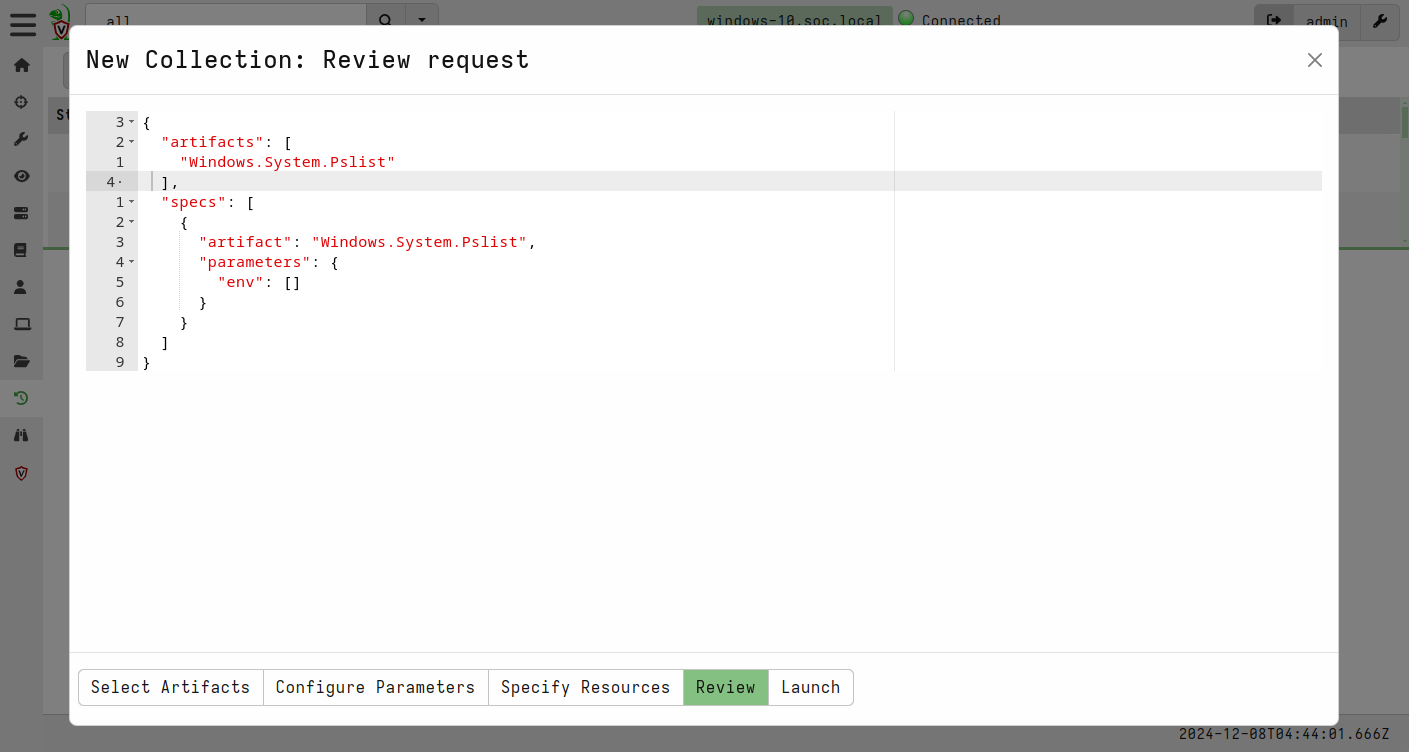 all
windows-10.soc.local
Connected
admin
New Collection: Review request
St
3 {
2 "artifacts": [
1 "Windows.System.Pslist"
4· ],
1 "specs": [
2 {
3 "artifact": "Windows.System.Pslist",
4 "parameters": {
5 "env": []
6 }
7 }
8 ]
9 }
Select Artifacts
Configure Parameters
Specify Resources
Review
Launch
2024-12-08T04:44:01.666Z